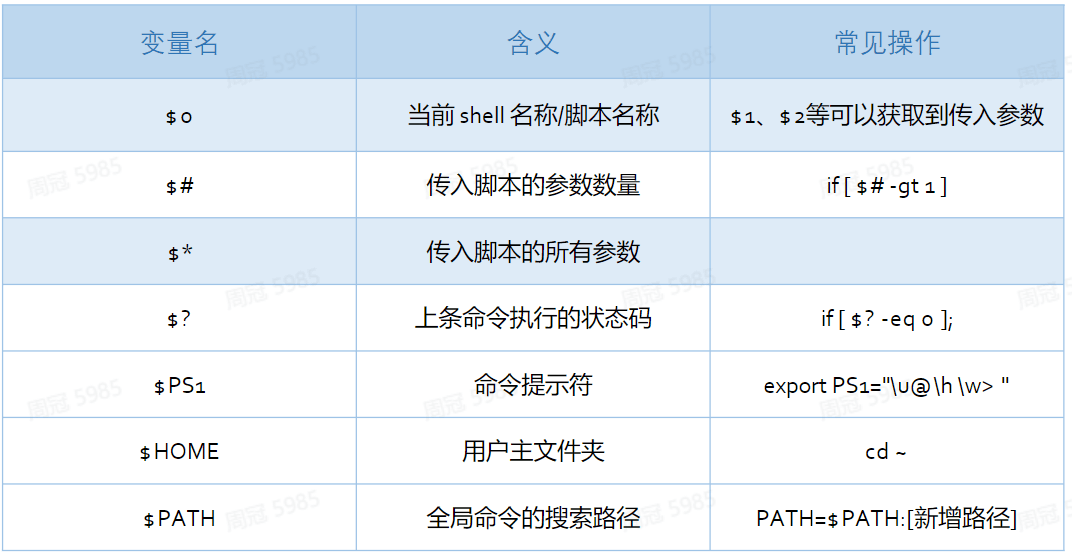 变量名 含义 常见操作
$0 当前 shell 名称/脚本名称 $1、$2等可以获取到传入参数
$# 传入脚本的参数数量 if [ $# -gt 1 ]
$* 传入脚本的所有参数
$? 上条命令执行的状态码 if [ $? -eq 0 ];
$PS1 命令提示符 export PS1="\u@\h \w> "
$HOME 用户主文件夹 cd ~
$PATH 全局命令的搜索路径 PATH=$PATH:[新增路径]
周冠 5985